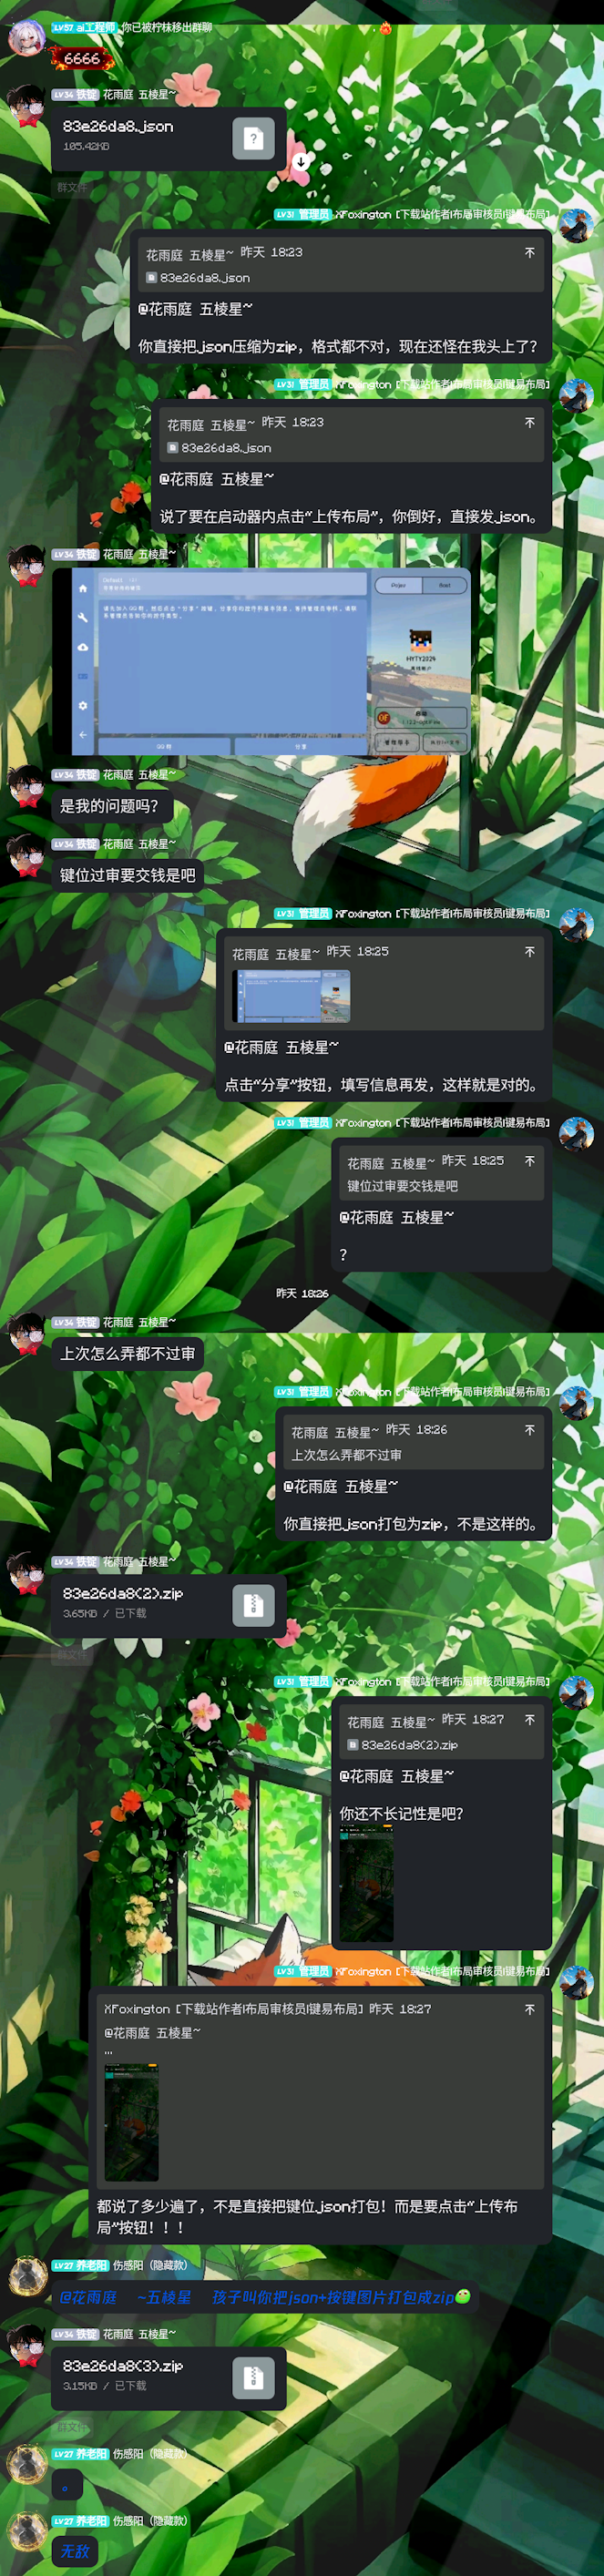 LV57 ai工程师 你已被柠柚移出群聊
6666
LV34 铁锭 花雨庭 五棱星~
83e26da8.json
105.42KB
群文件
LV31 管理员 XFoxington [下载站作者|布局审核员|键易布局]
花雨庭 五棱星~ 昨天 18:23
83e26da8.json
@花雨庭 五棱星~
你直接把.json压缩为zip，格式都不对，现在还怪在我头上了？
LV31 管理员 XFoxington [下载站作者|布局审核员|键易布局]
花雨庭 五棱星~ 昨天 18:23
83e26da8.json
@花雨庭 五棱星~
说了要在启动器内点击“上传布局”，你倒好，直接发.json。
LV34 铁锭 花雨庭 五棱星~
QQ 群
分享
HYTY2029
LV34 铁锭 花雨庭 五棱星~
是我的问题吗？
LV34 铁锭 花雨庭 五棱星~
键位过审要交钱是吧
LV31 管理员 XFoxington [下载站作者|布局审核员|键易布局]
花雨庭 五棱星~ 昨天 18:25
@花雨庭 五棱星~
点击“分享”按钮，填写信息再发，这样就是对的。
LV31 管理员 XFoxington [下载站作者|布局审核员|键易布局]
花雨庭 五棱星~ 昨天 18:25
键位过审要交钱是吧
@花雨庭 五棱星~
？
昨天 18:26
LV34 铁锭 花雨庭 五棱星~
上次怎么弄都不过审
LV31 管理员 XFoxington [下载站作者|布局审核员|键易布局]
花雨庭 五棱星~ 昨天 18:26
上次怎么弄都不过审
@花雨庭 五棱星~
你直接把.json打包为zip，不是这样的。
LV34 铁锭 花雨庭 五棱星~
83e26da8(2).zip
3.65KB / 已下载
群文件
LV31 管理员 XFoxington [下载站作者|布局审核员|键易布局]
花雨庭 五棱星~ 昨天 18:27
83e26da8(2).zip
@花雨庭 五棱星~
你还不长记性是吧？
LV31 管理员 XFoxington [下载站作者|布局审核员|键易布局]
XFoxington [下载站作者|布局审核员|键易布局] 昨天 18:27
@花雨庭 五棱星~
...
都说了多少遍了，不是直接把键位.json打包！而是要点击“上传布
局”按钮！！！
LV27 养老阳 伤感阳（隐藏款）
@花雨庭 ~五棱星 孩子叫你把json+按键图片打包成zip
LV34 铁锭 花雨庭 五棱星~
83e26da8(3).zip
3.15KB / 已下载
群文件
LV27 养老阳 伤感阳（隐藏款）
。
LV27 养老阳 伤感阳（隐藏款）
无敌